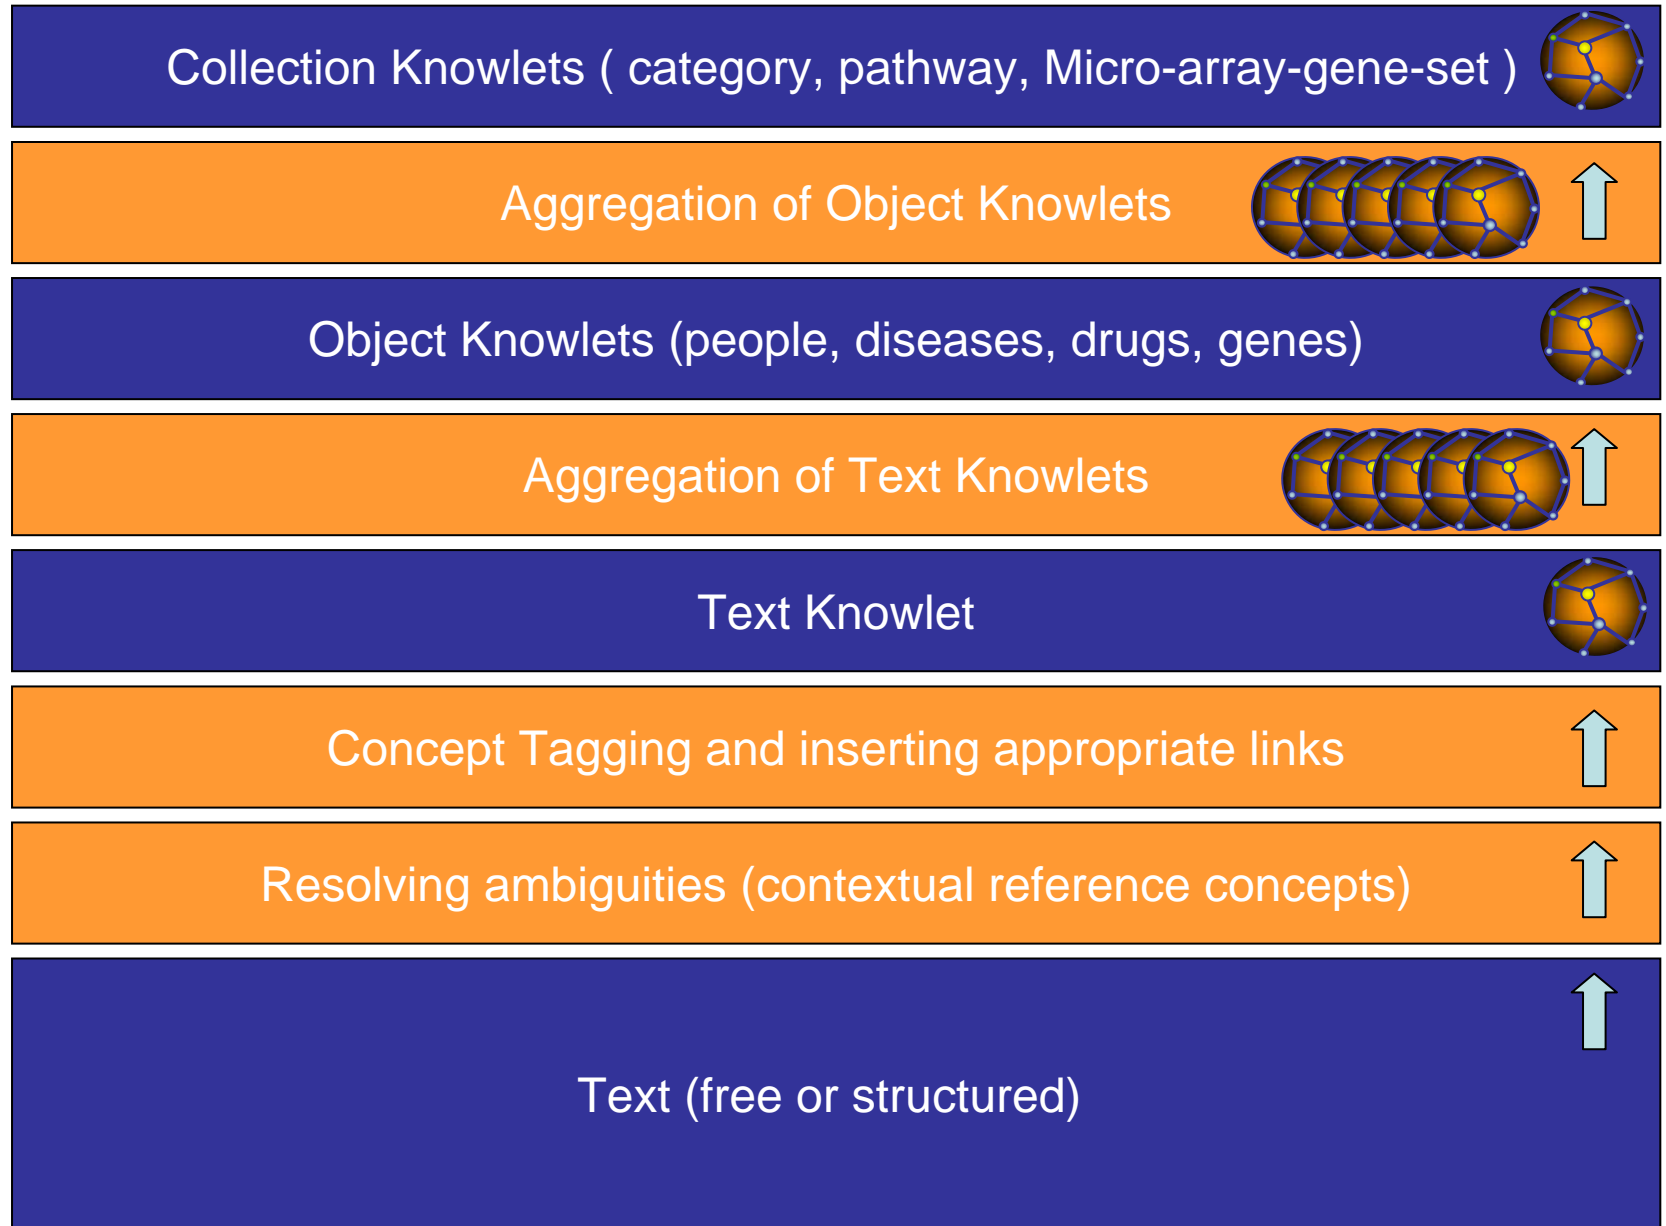 Collection Knowlets ( category, pathway, Micro-array-gene-set )
Aggregation of Object Knowlets
Object Knowlets (people, diseases, drugs, genes)
Aggregation of Text Knowlets
Text Knowlet
Concept Tagging and inserting appropriate links
Resolving ambiguities (contextual reference concepts)
Text (free or structured)